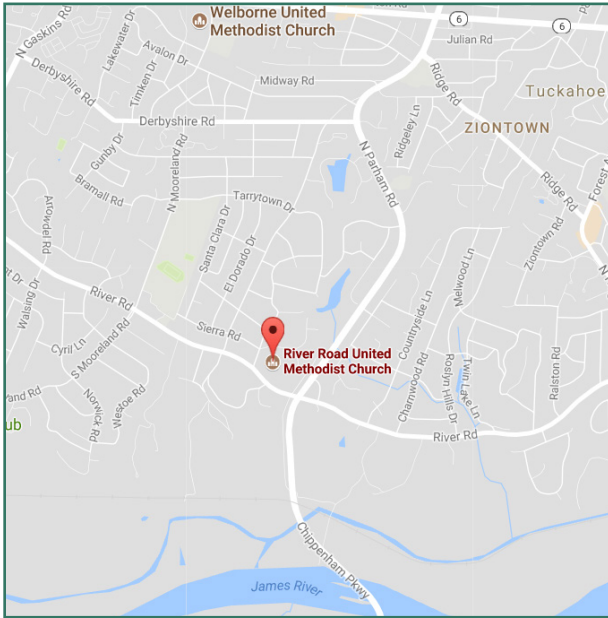 Welborne United
Methodist Church
6
6
Julian Rd
N Gaskins Rd
Lakewater Dr
Avalon Dr
Timken Dr
Midway Rd
Derbyshire Rd
Derbyshire Rd
Ridge Rd
Tuckahoe
ZIONTOWN
Ridgeley Ln
Gunby Dr
N Mooreland Rd
N Parham Rd
Bramall Rd
Tarrytown Dr
Ridge Rd
Forest A
Arrowdel Rd
Santa Clara Dr
El Dorado Dr
Ziontown Rd
Melwood Ln
Walsing Dr
River Rd
Countryside Ln
Sierra Rd
Cyril Ln
S Mooreland Rd
River Road United
Methodist Church
Charnwood Rd
Roslyn Hills Dr
Twin Lake Ln
Ralston Rd
Norwick Rd
Westoe Rd
ub
River Rd
Chippenham Pkwy
James River